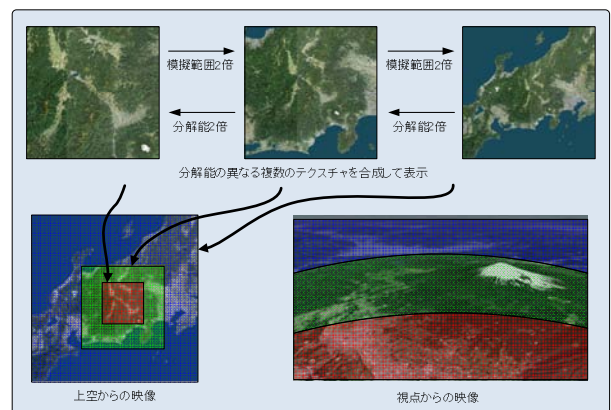 模擬範囲2倍
模擬範囲2倍
分解能2倍
分解能2倍
分解能の異なる複数のテクスチャを合成して表示
上空からの映像
視点からの映像